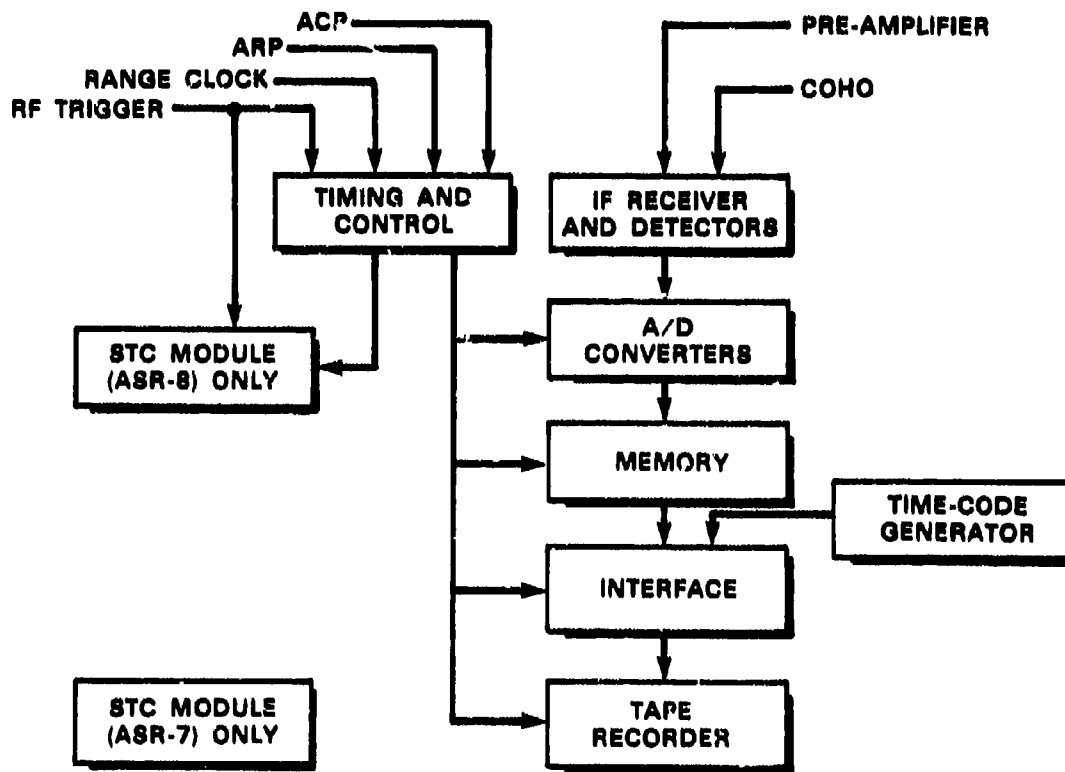 ACP
ARP
RANGE CLOCK
RF TRIGGER
PRE-AMPLIFIER
COHO
TIMING AND
CONTROL
IF RECEIVER
AND DETECTORS
STC MODULE
(ASR-8) ONLY
A/D
CONVERTERS
MEMORY
TIME-CODE
GENERATOR
INTERFACE
STC MODULE
(ASR-7) ONLY
TAPE
RECORDER